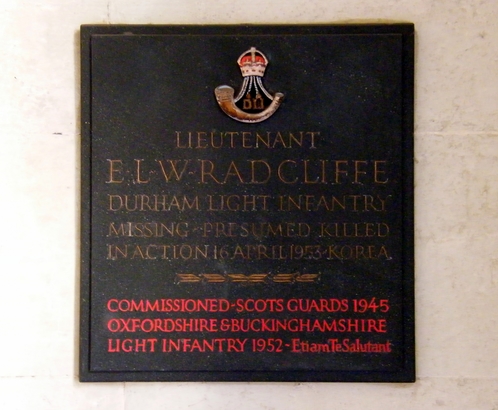 DLI
LIEUTENANT
E·L·W·RADCLIFFE
DURHAM LIGHT INFANTRY
MISSING-PRESUMED KILLED
IN ACTION 16 APRIL 1953-KOREA
COMMISSIONED-SCOTS GUARDS 1945
OXFORDSHIRE & BUCKINGHAMSHIRE
LIGHT INFANTRY 1952-Etiam Te Salutant